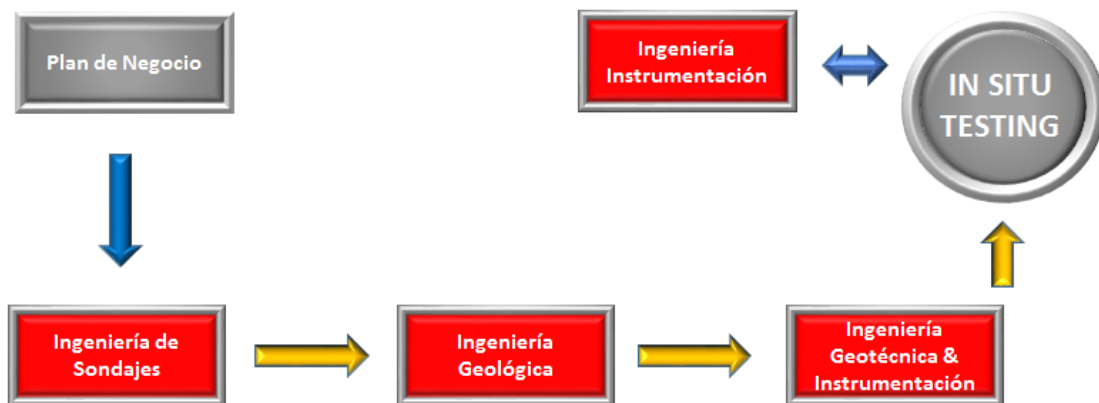 Plan de Negocio
Ingeniería
Instrumentación
IN SITU
TESTING
Ingeniería de
Sondajes
Ingeniería
Geológica
Ingeniería
Geotécnica &
Instrumentación